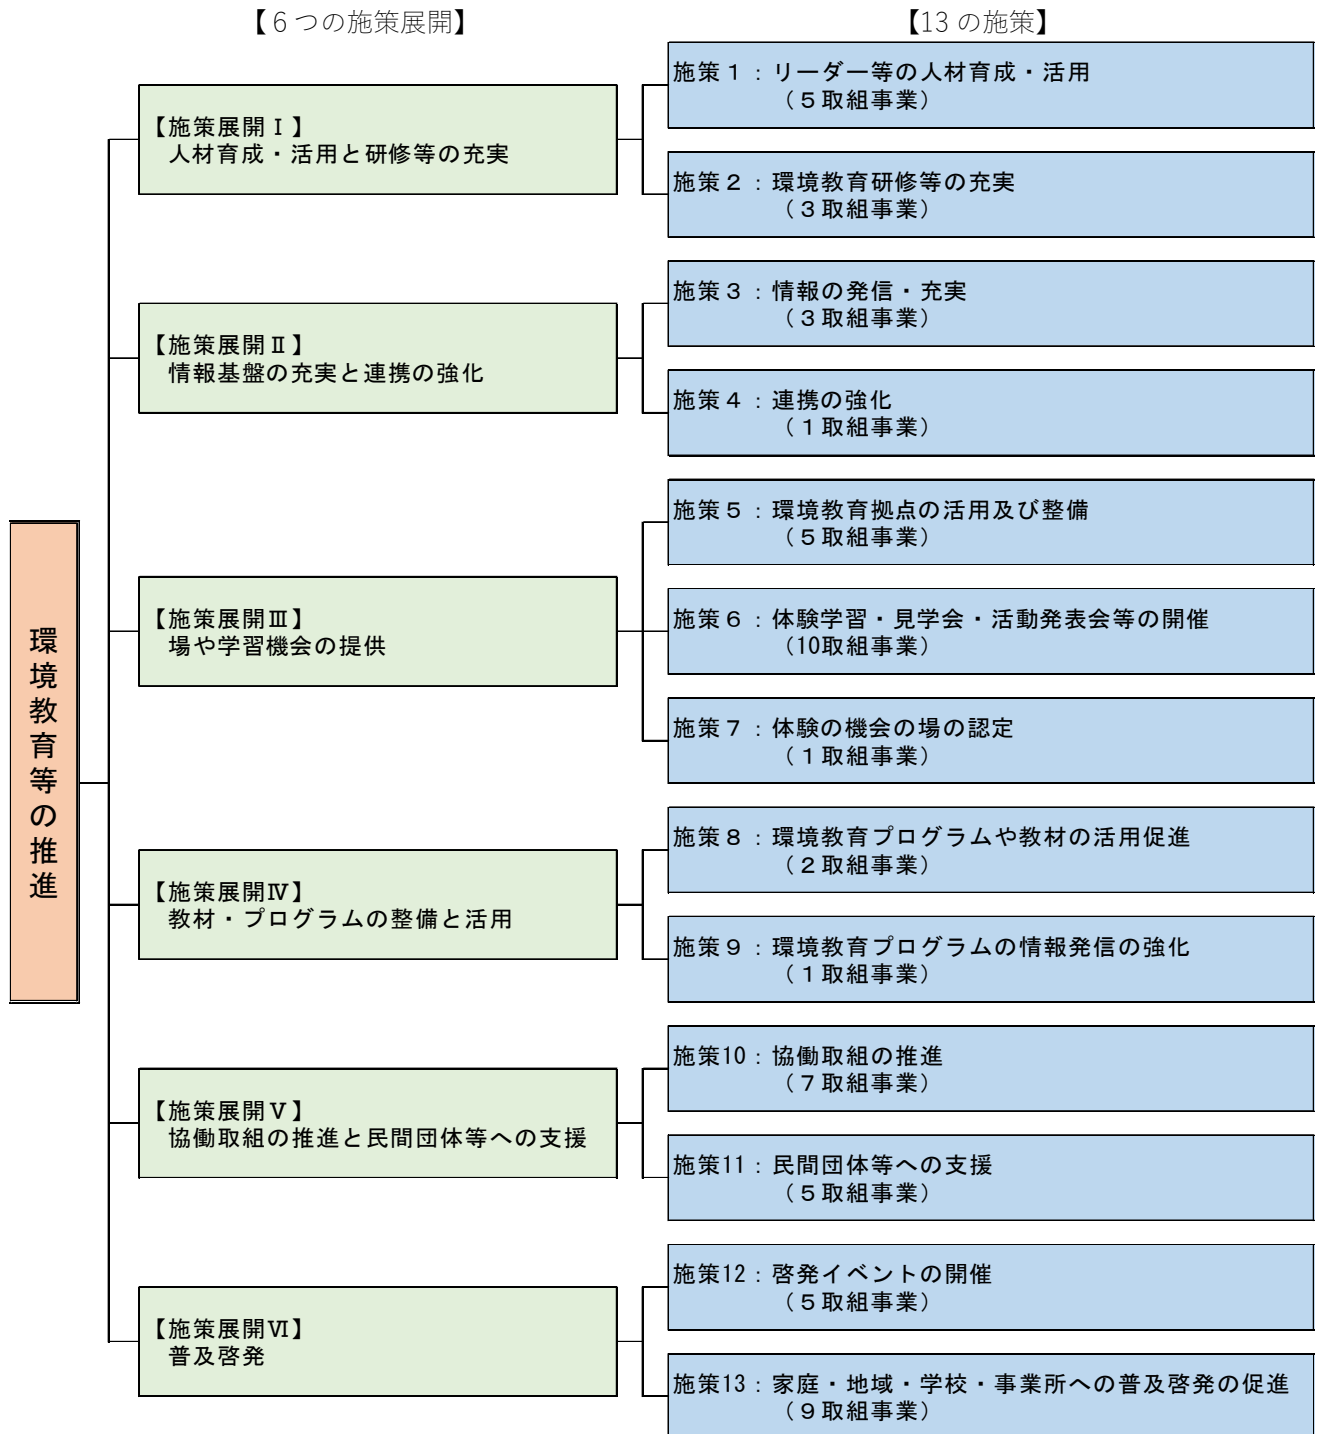 【６つの施策展開】
【13 の施策】
環境教育等の推進
【施策展開Ⅰ】
人材育成・活用と研修等の充実
施策１：リーダー等の人材育成・活用
（５取組事業）
施策２：環境教育研修等の充実
（３取組事業）
【施策展開Ⅱ】
情報基盤の充実と連携の強化
施策３：情報の発信・充実
（３取組事業）
施策４：連携の強化
（１取組事業）
【施策展開Ⅲ】
場や学習機会の提供
施策５：環境教育拠点の活用及び整備
（５取組事業）
施策６：体験学習・見学会・活動発表会等の開催
（10取組事業）
施策７：体験の機会の場の認定
（１取組事業）
【施策展開Ⅳ】
教材・プログラムの整備と活用
施策８：環境教育プログラムや教材の活用促進
（２取組事業）
施策９：環境教育プログラムの情報発信の強化
（１取組事業）
【施策展開Ⅴ】
協働取組の推進と民間団体等への支援
施策10：協働取組の推進
（７取組事業）
施策11：民間団体等への支援
（５取組事業）
【施策展開Ⅵ】
普及啓発
施策12：啓発イベントの開催
（５取組事業）
施策13：家庭・地域・学校・事業所への普及啓発の促進
（９取組事業）